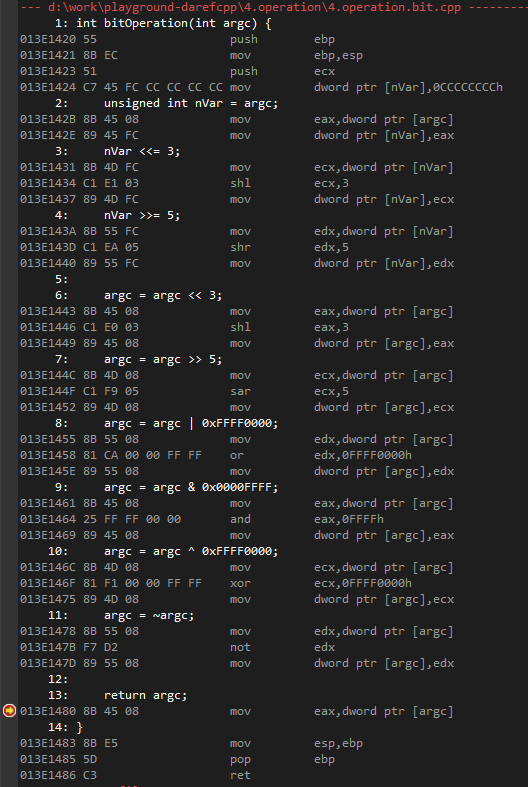 --- d:\work\playground-darefcpp\4.operation\4.operation.bit.cpp ---------
1: int bitOperation(int argc) {
013E1420 55 push ebp
013E1421 8B EC mov ebp,esp
013E1423 51 push ecx
013E1424 C7 45 FC CC CC CC CC mov dword ptr [nVar],0CCCCCCCCh
2: unsigned int nVar = argc;
013E142B 8B 45 08 mov eax,dword ptr [argc]
013E142E 89 45 FC mov dword ptr [nVar],eax
3: nVar <<= 3;
013E1431 8B 4D FC mov ecx,dword ptr [nVar]
013E1434 C1 E1 03 shl ecx,3
013E1437 89 4D FC mov dword ptr [nVar],ecx
4: nVar >>= 5;
013E143A 8B 55 FC mov edx,dword ptr [nVar]
013E143D C1 EA 05 shr edx,5
013E1440 89 55 FC mov dword ptr [nVar],edx
5:
6: argc = argc << 3;
013E1443 8B 45 08 mov eax,dword ptr [argc]
013E1446 C1 E0 03 shl eax,3
013E1449 89 45 08 mov dword ptr [argc],eax
7: argc = argc >> 5;
013E144C 8B 4D 08 mov ecx,dword ptr [argc]
013E144F C1 F9 05 sar ecx,5
013E1452 89 4D 08 mov dword ptr [argc],ecx
8: argc = argc | 0xFFFF0000;
013E1455 8B 55 08 mov edx,dword ptr [argc]
013E1458 81 CA 00 00 FF FF or edx,0FFFF0000h
013E145E 89 55 08 mov dword ptr [argc],edx
9: argc = argc & 0x0000FFFF;
013E1461 8B 45 08 mov eax,dword ptr [argc]
013E1464 25 FF FF 00 00 and eax,0FFFFh
013E1469 89 45 08 mov dword ptr [argc],eax
10: argc = argc ^ 0xFFFF0000;
013E146C 8B 4D 08 mov ecx,dword ptr [argc]
013E146F 81 F1 00 00 FF FF xor ecx,0FFFF0000h
013E1475 89 4D 08 mov dword ptr [argc],ecx
11: argc = ~argc;
013E1478 8B 55 08 mov edx,dword ptr [argc]
013E147B F7 D2 not edx
013E147D 89 55 08 mov dword ptr [argc],edx
12:
13: return argc;
013E1480 8B 45 08 mov eax,dword ptr [argc]
14: }
013E1483 8B E5 mov esp,ebp
013E1485 5D pop ebp
013E1486 C3 ret